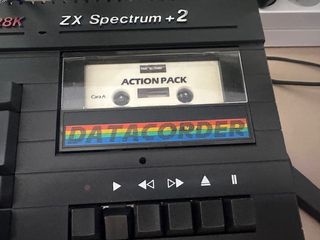 28K
ZX Spectrum +2
ACTION PACK
Cara A
DATACORDER